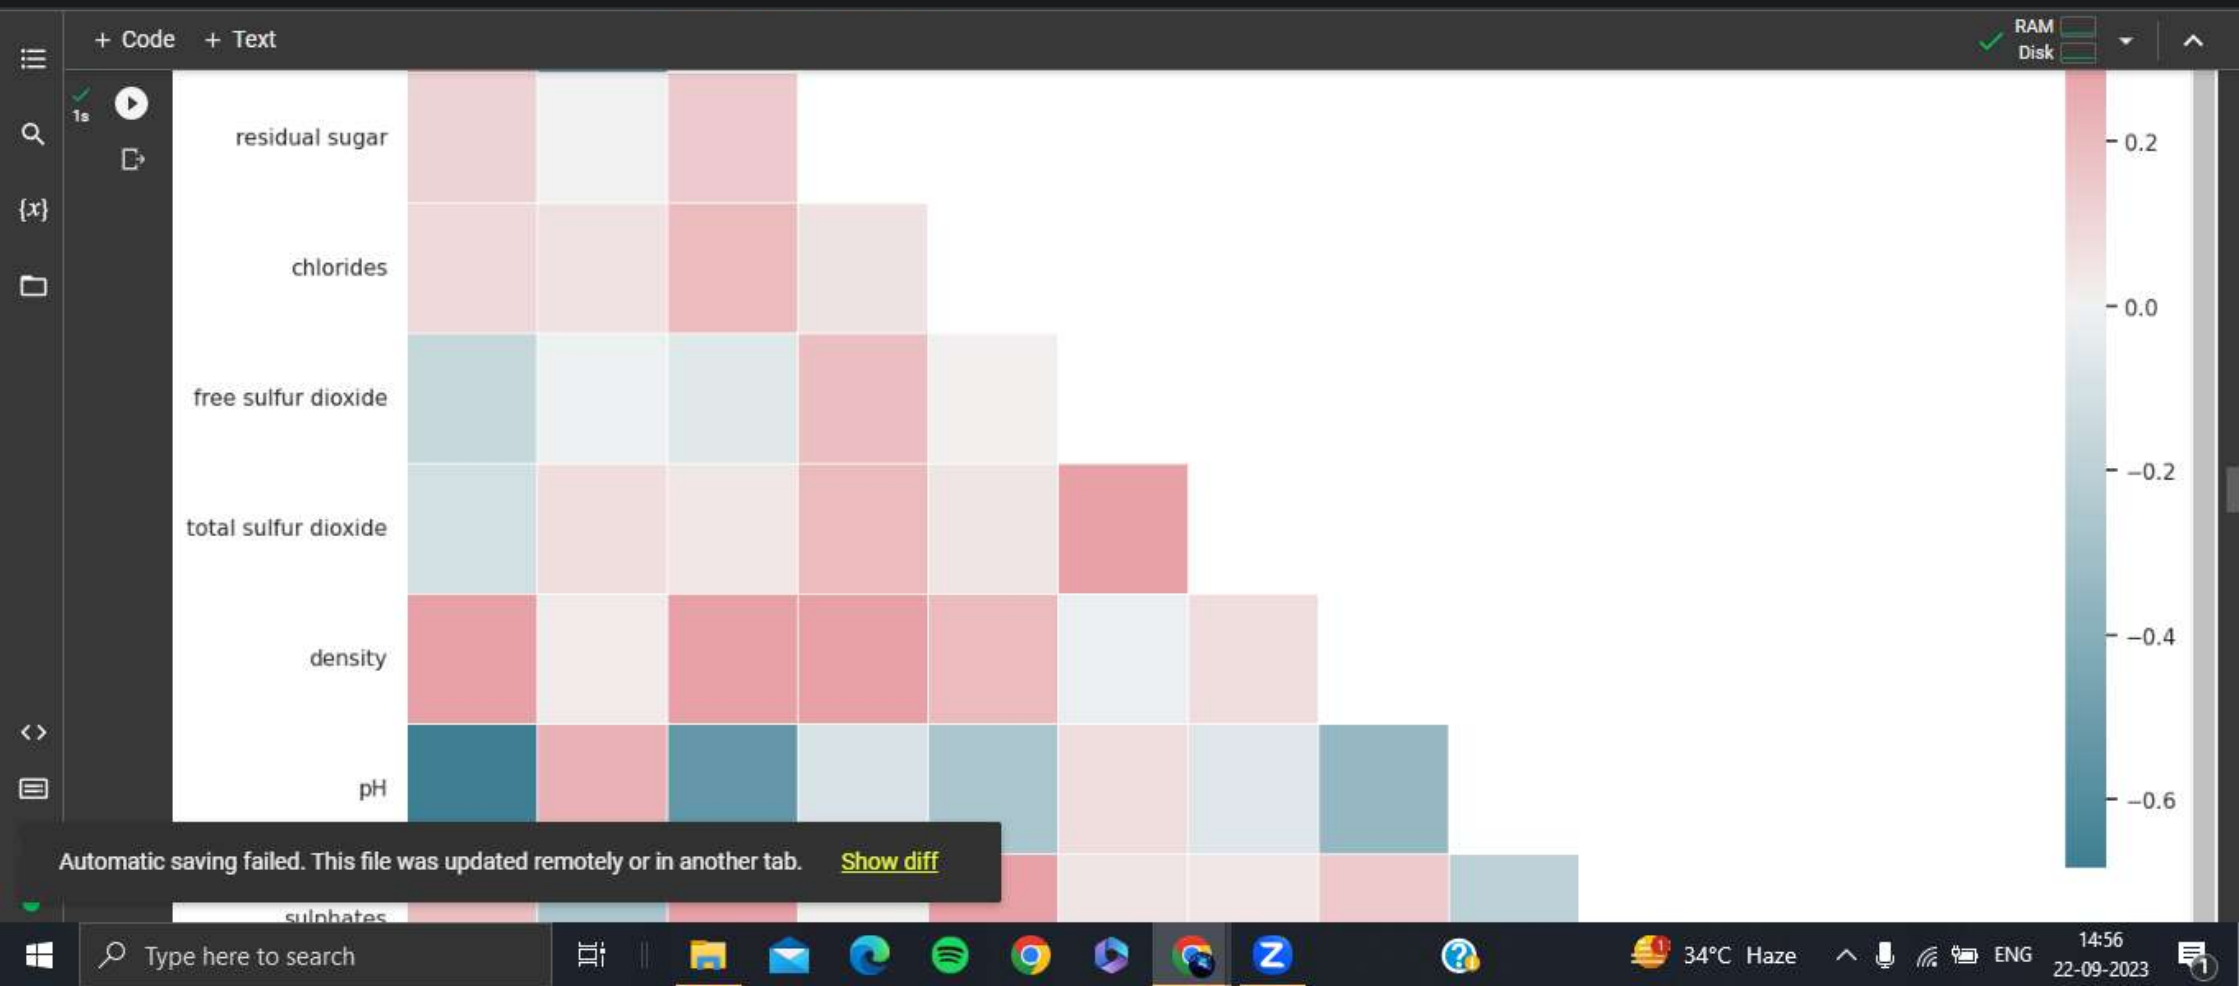 + Code + Text
RAM
Disk
1s
{x}
residual sugar
chlorides
free sulfur dioxide
total sulfur dioxide
density
pH
sulphates
0.2
0.0
−0.2
−0.4
−0.6
Automatic saving failed. This file was updated remotely or in another tab. Show diff
Type here to search
Z
1
34°C Haze
ENG
14:56
22-09-2023
1